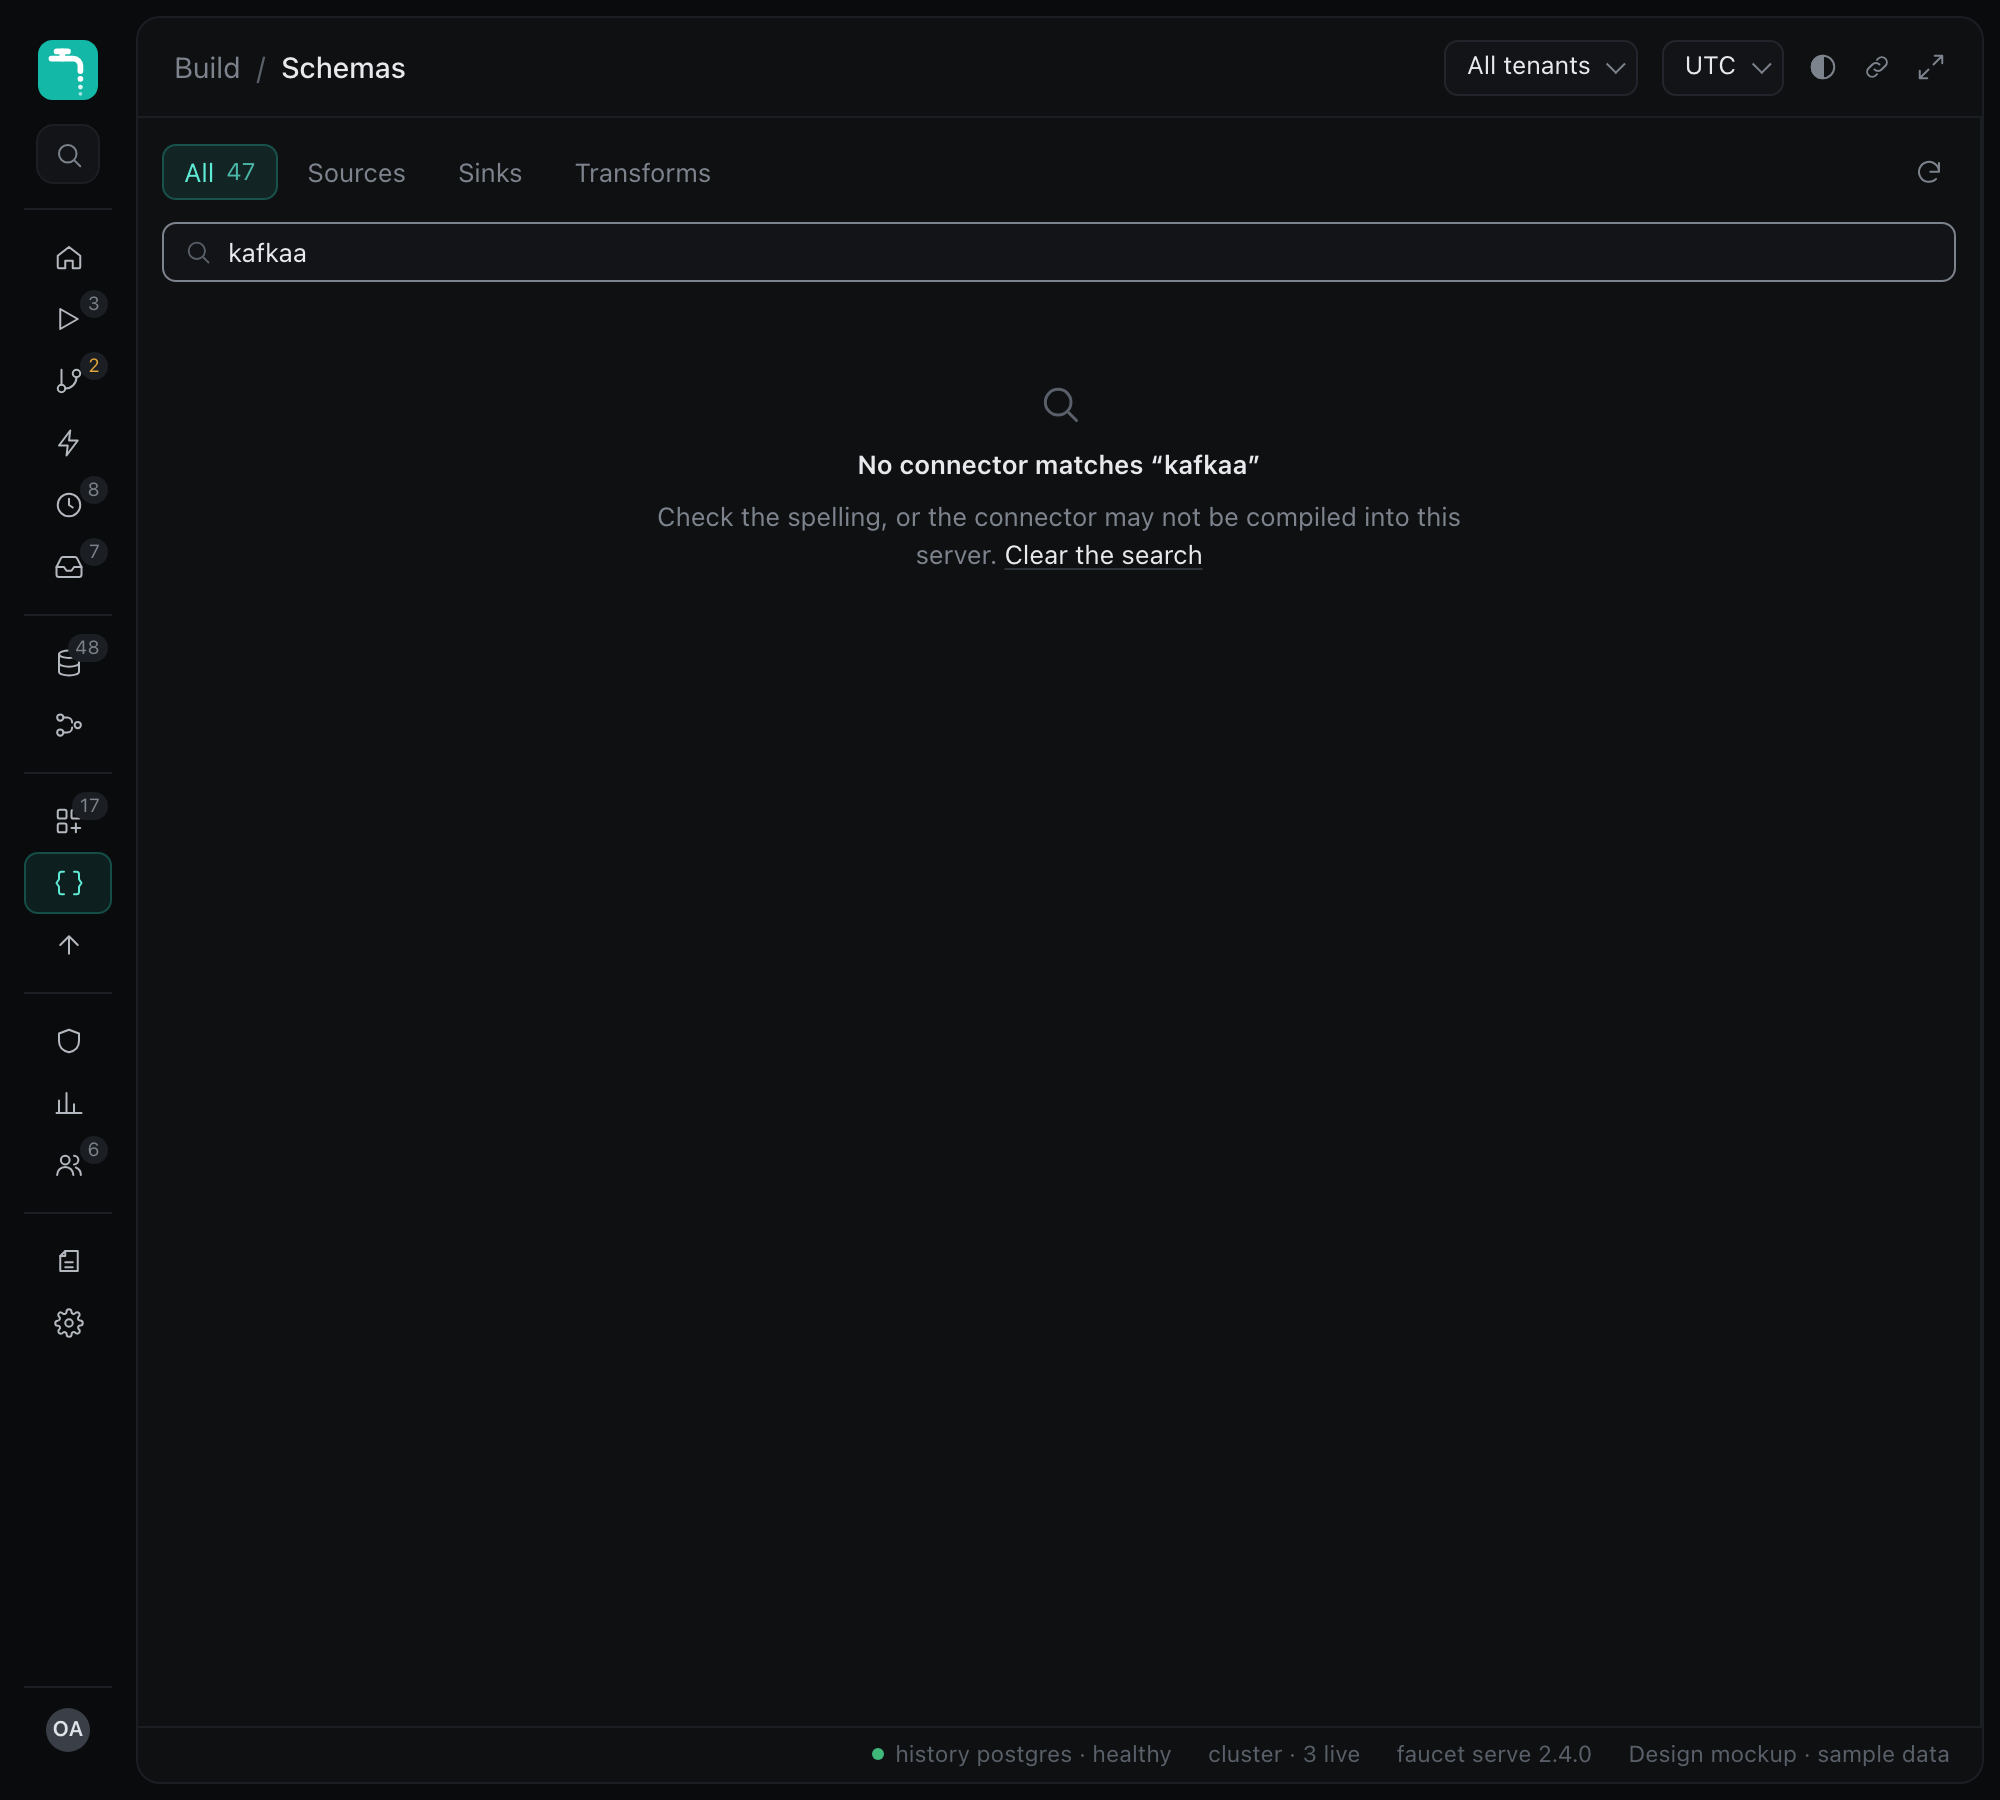 Build / Schemas
All tenants
UTC
All 47
Sources
Sinks
Transforms
kafkaa
3
2
8
7
48
17
6
No connector matches “kafkaa”
Check the spelling, or the connector may not be compiled into this
server. Clear the search
OA
history postgres · healthy
cluster · 3 live
faucet serve 2.4.0
Design mockup · sample data